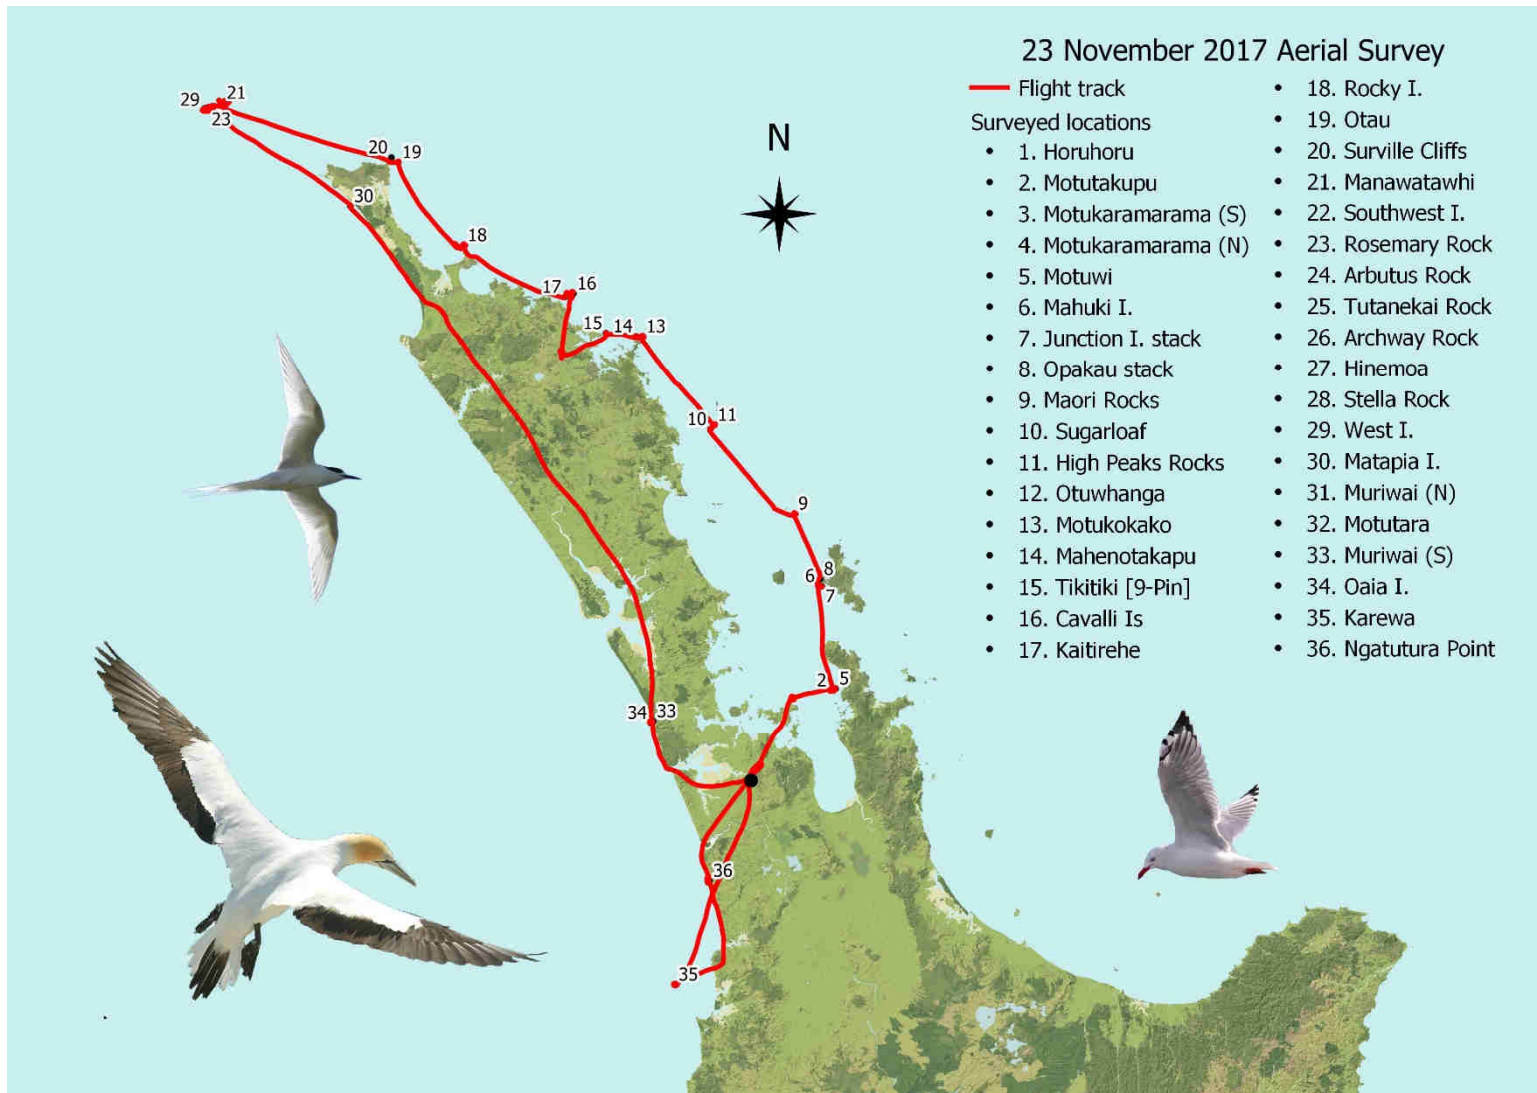 23 November 2017 Aerial Survey
Flight track
Surveyed locations
1. Horuhoru
2. Motutakupu
3. Motukaramarama (S)
4. Motukaramarama (N)
5. Motuwi
6. Mahuki I.
7. Junction I. stack
8. Opakau stack
9. Maori Rocks
10. Sugarloaf
11. High Peaks Rocks
12. Otuwhanga
13. Motukokako
14. Mahenotakapu
15. Tikitiki [9-Pin]
16. Cavalli Is
17. Kaitirehe
18. Rocky I.
19. Otau
20. Surville Cliffs
21. Manawatawhi
22. Southwest I.
23. Rosemary Rock
24. Arbutus Rock
25. Tutanekai Rock
26. Archway Rock
27. Hinemoa
28. Stella Rock
29. West I.
30. Matapia I.
31. Muriwai (N)
32. Motutara
33. Muriwai (S)
34. Oaia I.
35. Karewa
36. Ngatutura Point
N
29
21
23
20
19
30
18
17
16
15
14
13
10
11
9
6
8
7
2
5
34
33
36
35